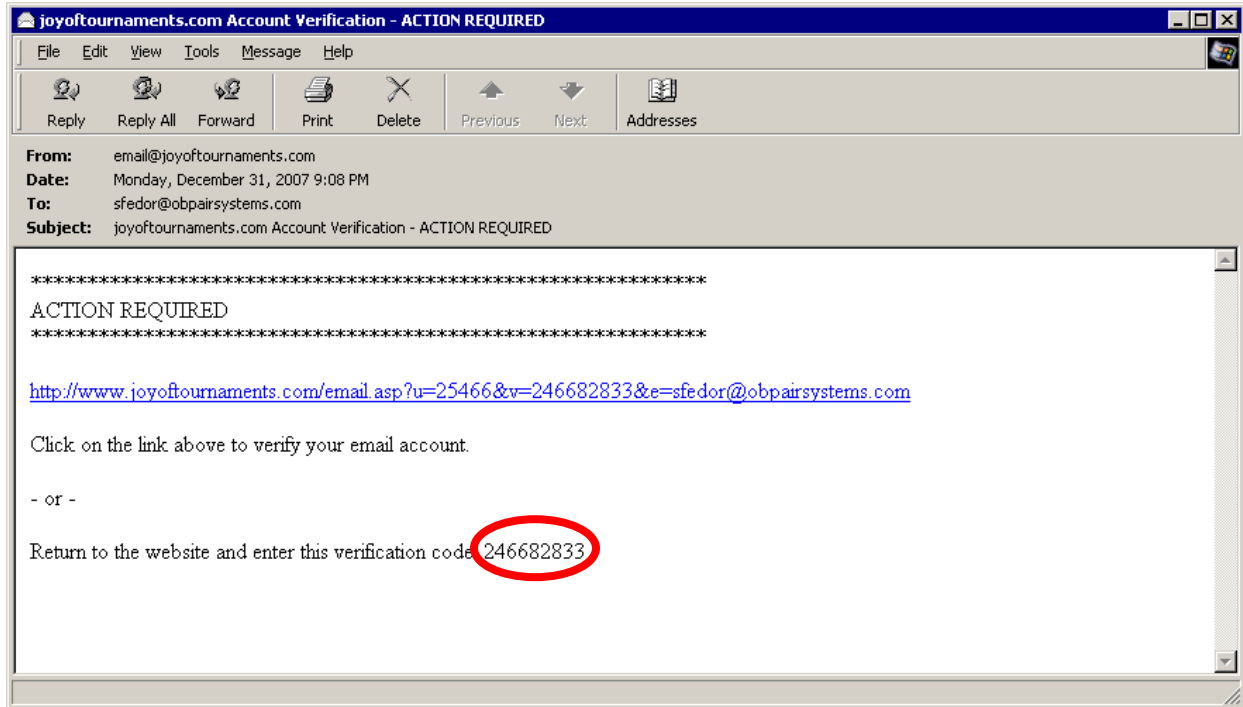 joyoftournaments.com Account Verification - ACTION REQUIRED
File Edit View Tools Message Help
Reply Reply All Forward Print Delete Previous Next Addresses
From: email@joyoftournaments.com
Date: Monday, December 31, 2007 9:08 PM
To: sfedor@obpairsystems.com
Subject: joyoftournaments.com Account Verification - ACTION REQUIRED
************************************************************
ACTION REQUIRED
************************************************************
http://www.joyoftournaments.com/email.asp?u=25466&v=246682833&e=sfedor@obpairsystems.com
Click on the link above to verify your email account.
- or -
Return to the website and enter this verification code 246682833